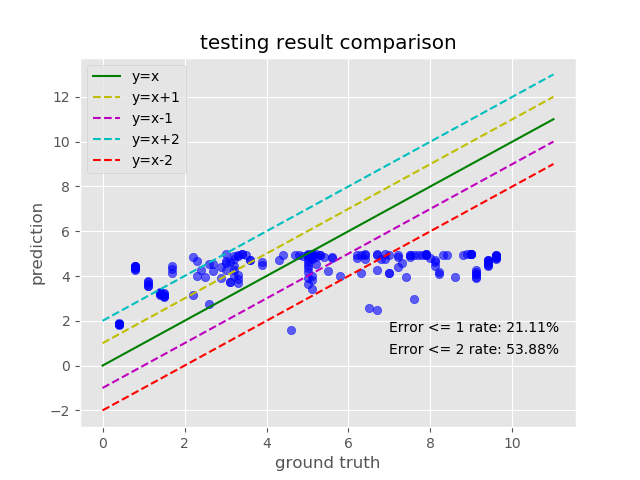 testing result comparison
y=x
y=x+1
y=x-1
y=x+2
y=x-2
12
10
8
6
4
2
0
−2
prediction
Error <= 1 rate: 21.11%
Error <= 2 rate: 53.88%
0 2 4 6 8 10
ground truth